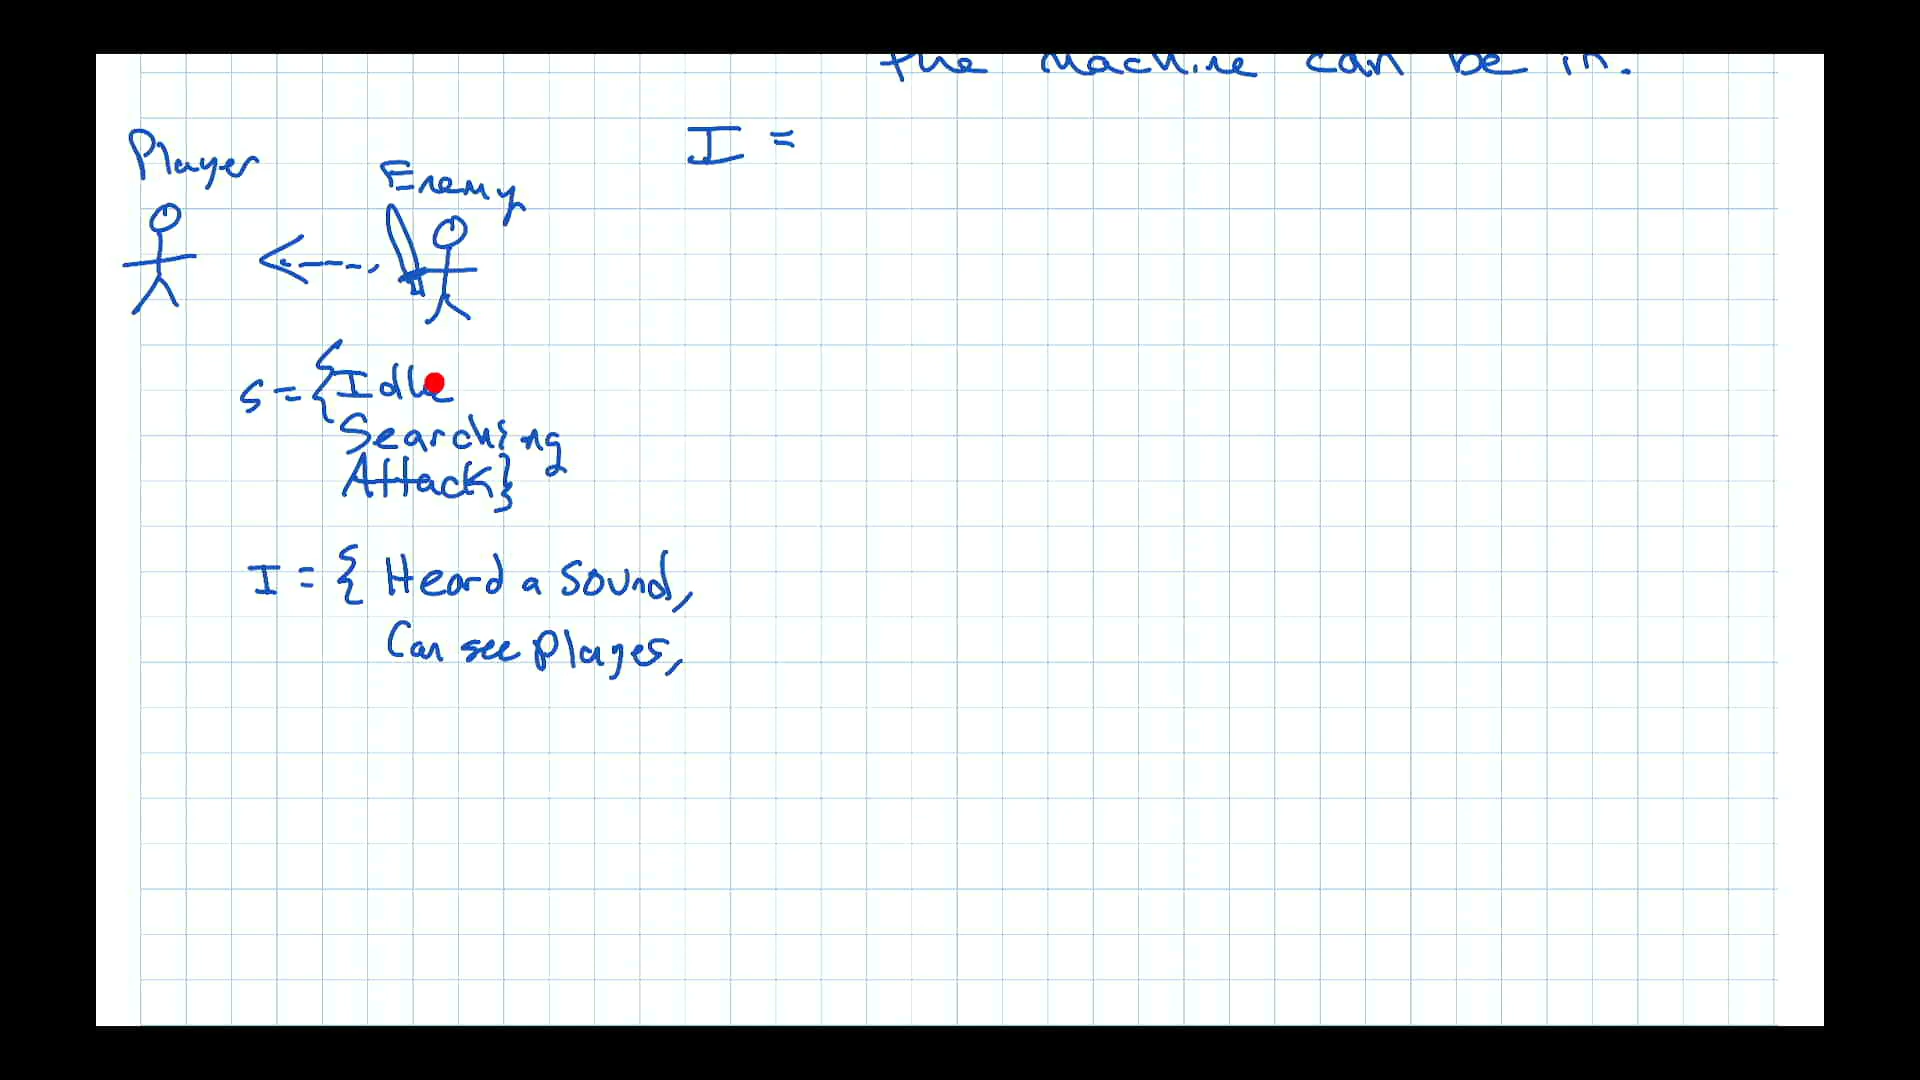 the machine can be in.
I =
Player
Enemy
S = {Idle
Searching
Attack}
I = { Heard a sound,
Can see Player,